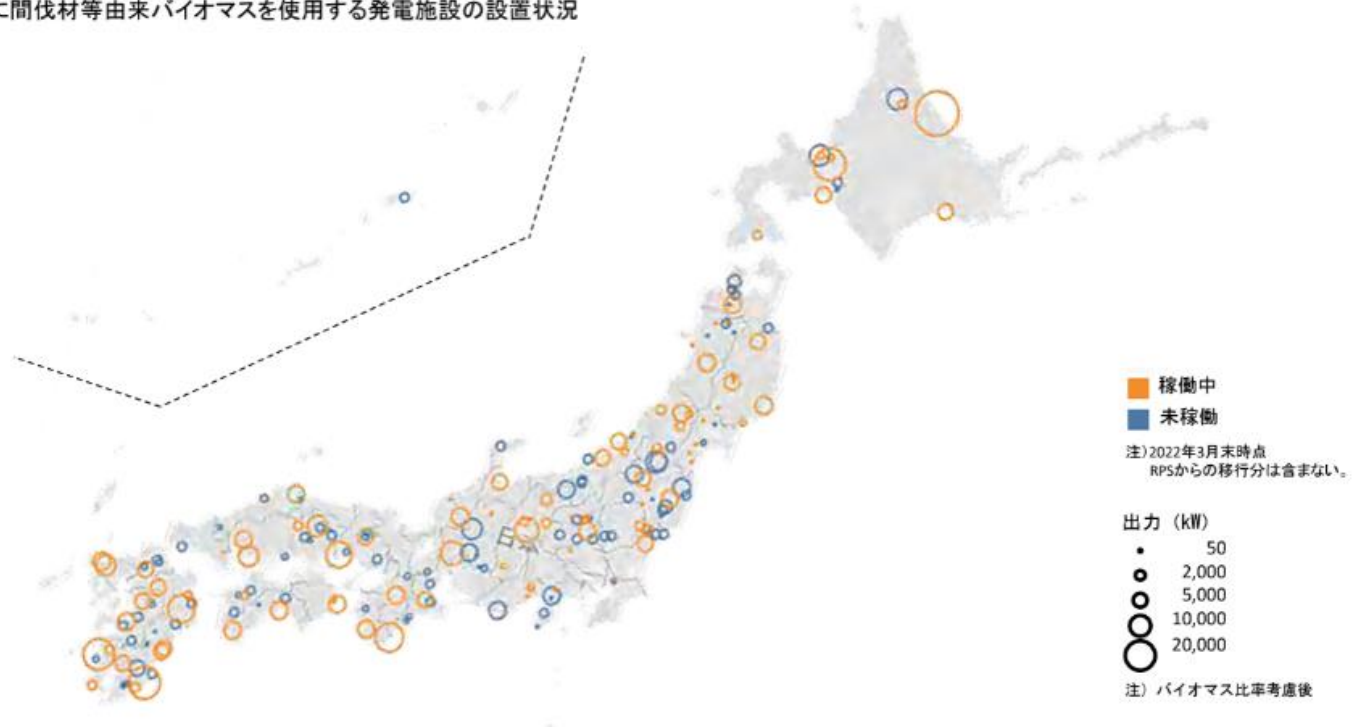 に間伐材等由来バイオマスを使用する発電施設の設置状況
稼働中
未稼働
注)2022年3月末時点
RPSからの移行分は含まない。
出力（kW）
50
2,000
5,000
10,000
20,000
注）バイオマス比率考慮後